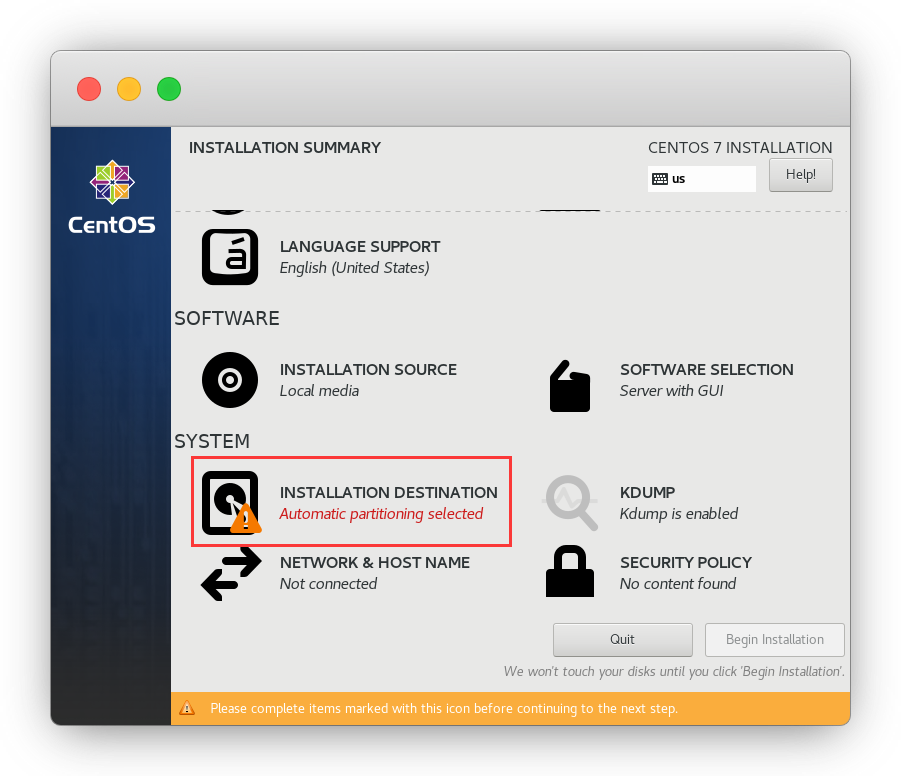 INSTALLATION SUMMARY
CENTOS 7 INSTALLATION
us
Help!
CentOS
LANGUAGE SUPPORT
English (United States)
SOFTWARE
INSTALLATION SOURCE
Local media
SOFTWARE SELECTION
Server with GUI
SYSTEM
INSTALLATION DESTINATION
Automatic partitioning selected
KDUMP
Kdump is enabled
NETWORK & HOST NAME
Not connected
SECURITY POLICY
No content found
Quit
Begin Installation
We won't touch your disks until you click 'Begin Installation'.
Please complete items marked with this icon before continuing to the next step.